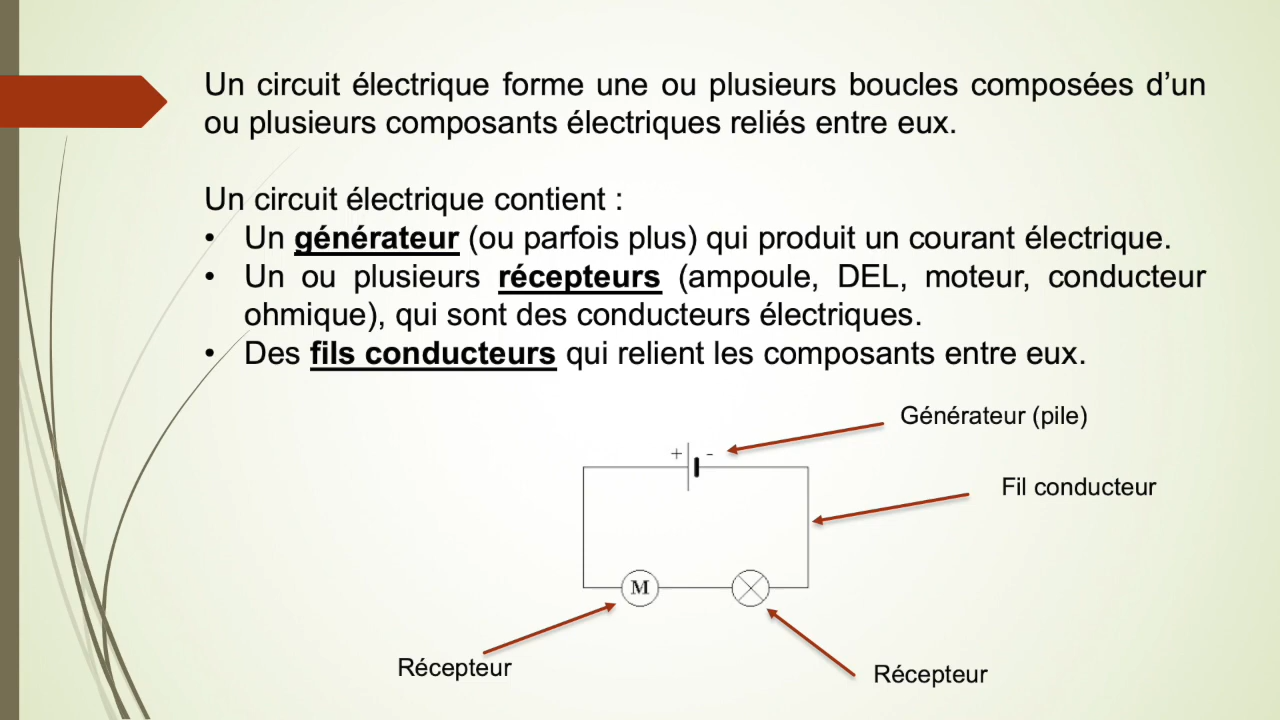 Un circuit électrique forme une ou plusieurs boucles composées d’un
ou plusieurs composants électriques reliés entre eux.
Un circuit électrique contient :
• Un générateur (ou parfois plus) qui produit un courant électrique.
• Un ou plusieurs récepteurs (ampoule, DEL, moteur, conducteur
ohmique), qui sont des conducteurs électriques.
• Des fils conducteurs qui relient les composants entre eux.
Générateur (pile)
+ -
Fil conducteur
M
Récepteur
Récepteur